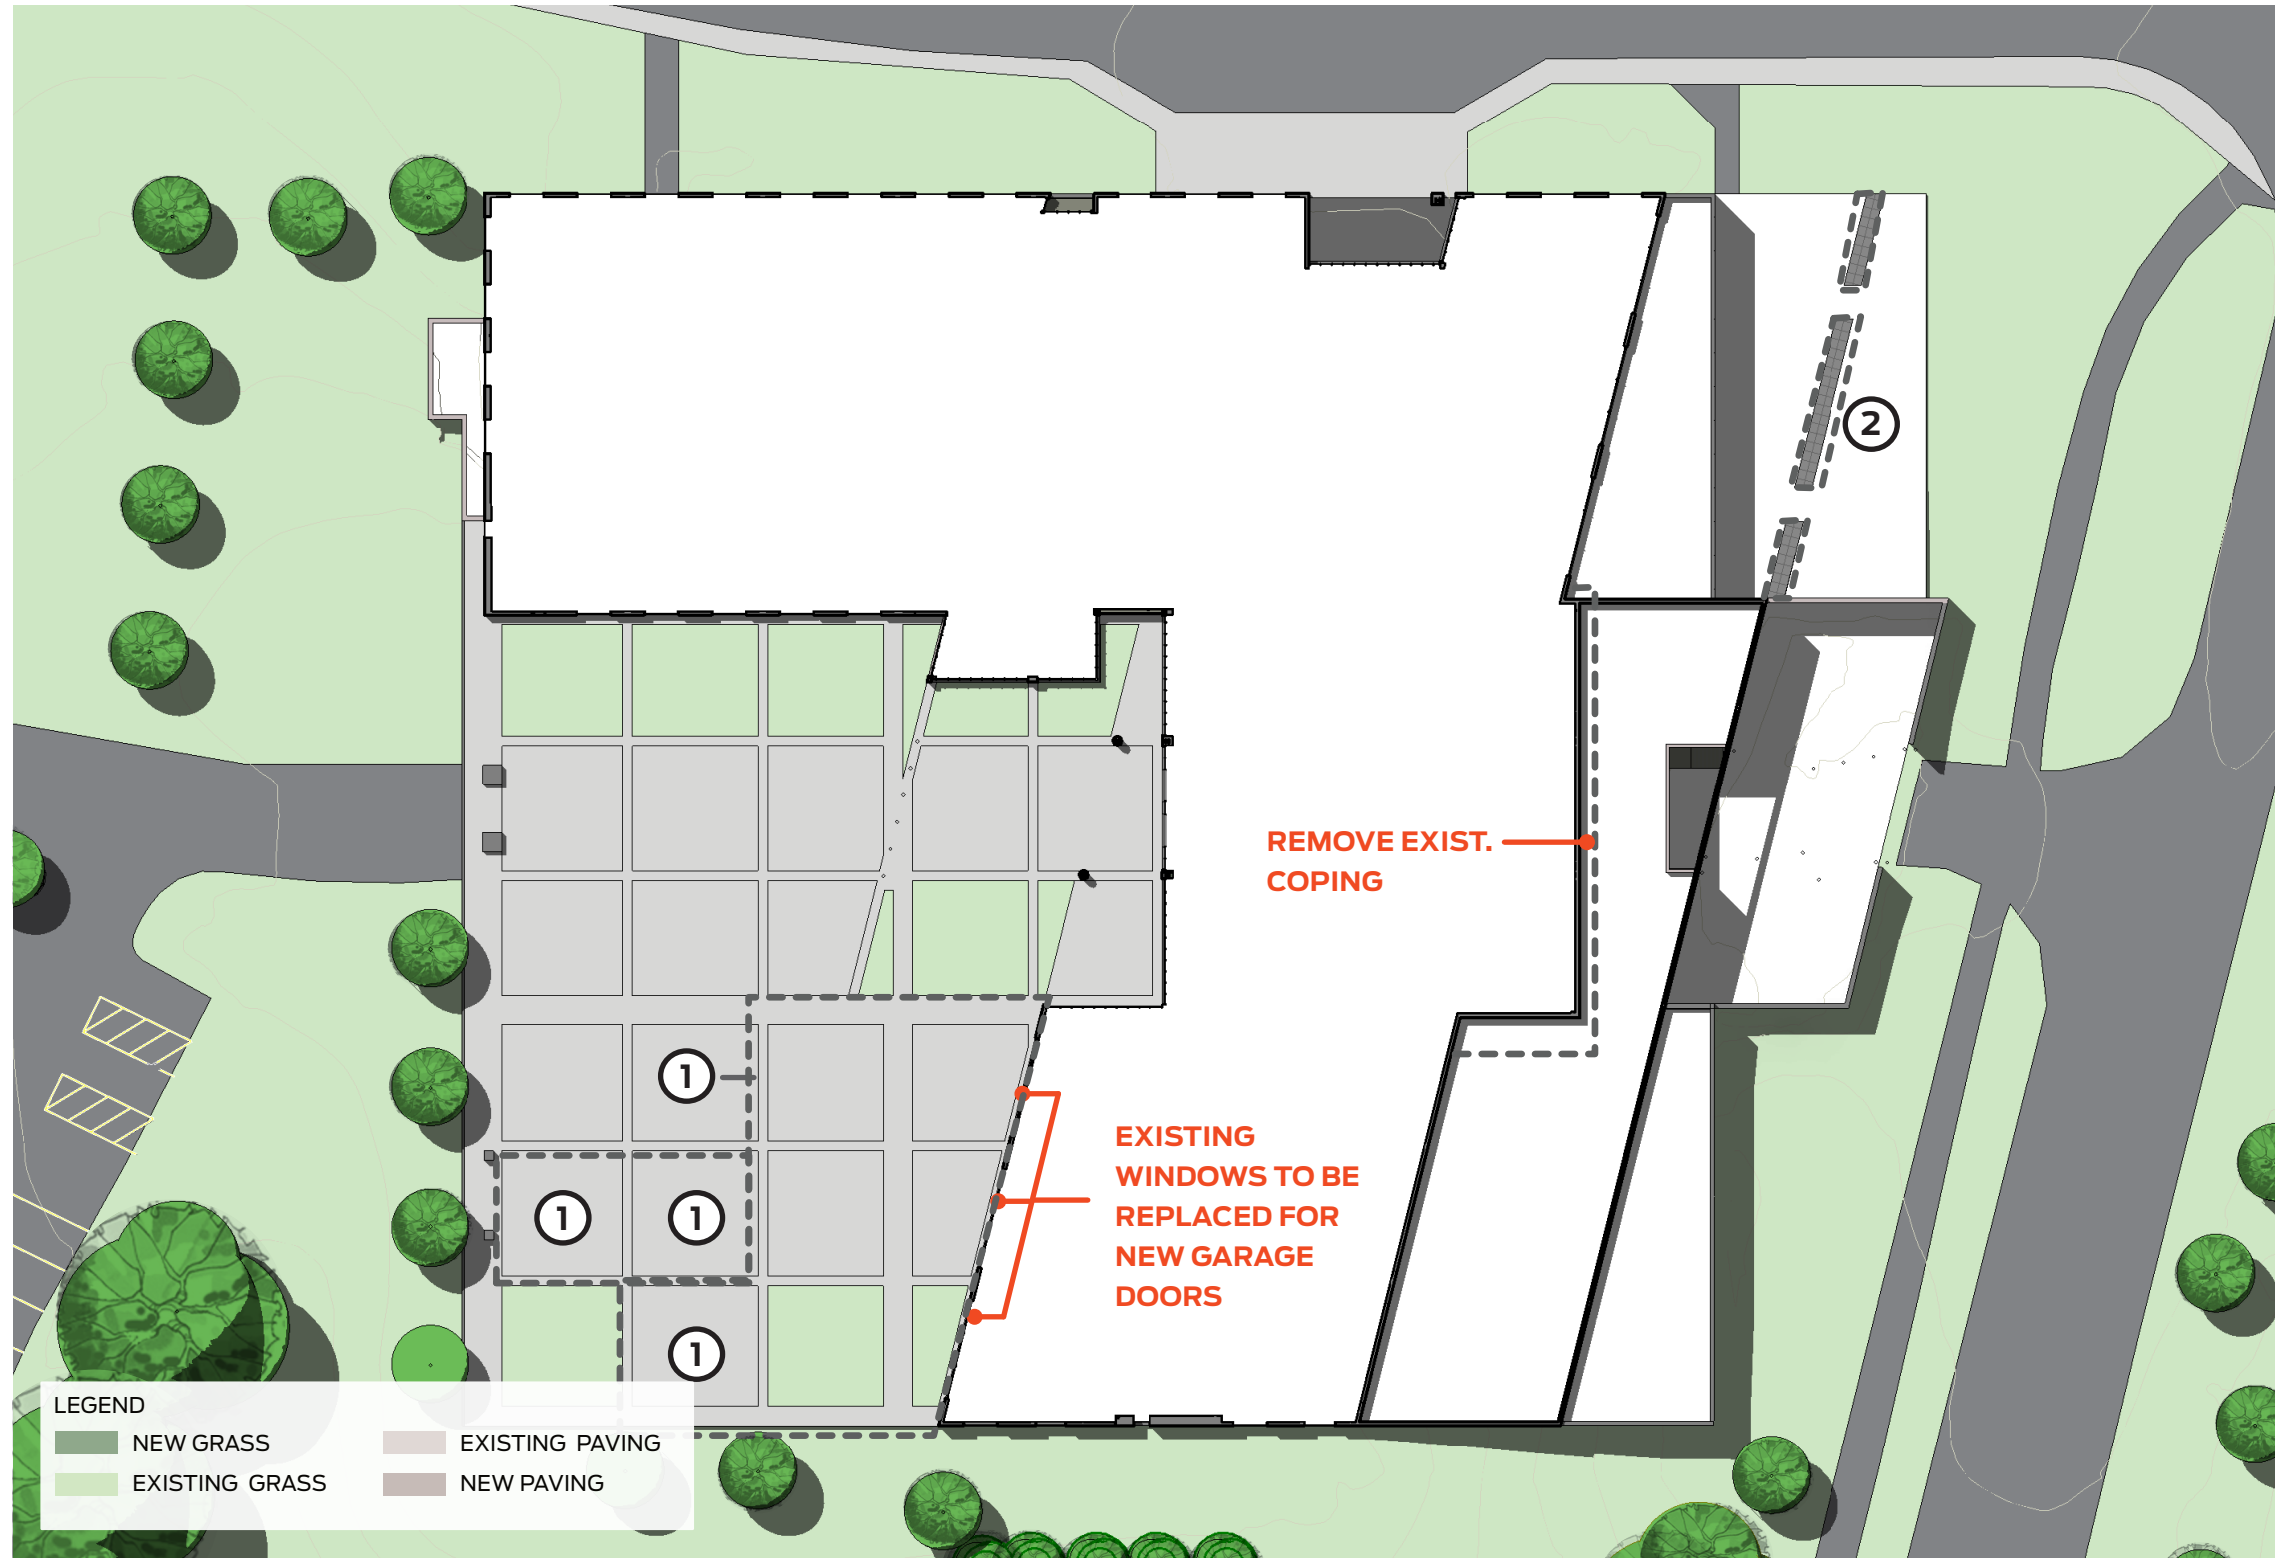 2
REMOVE EXIST.
COPING
1
EXISTING
WINDOWS TO BE
REPLACED FOR
NEW GARAGE
DOORS
1
1
1
LEGEND
NEW GRASS
EXISTING PAVING
EXISTING GRASS
NEW PAVING